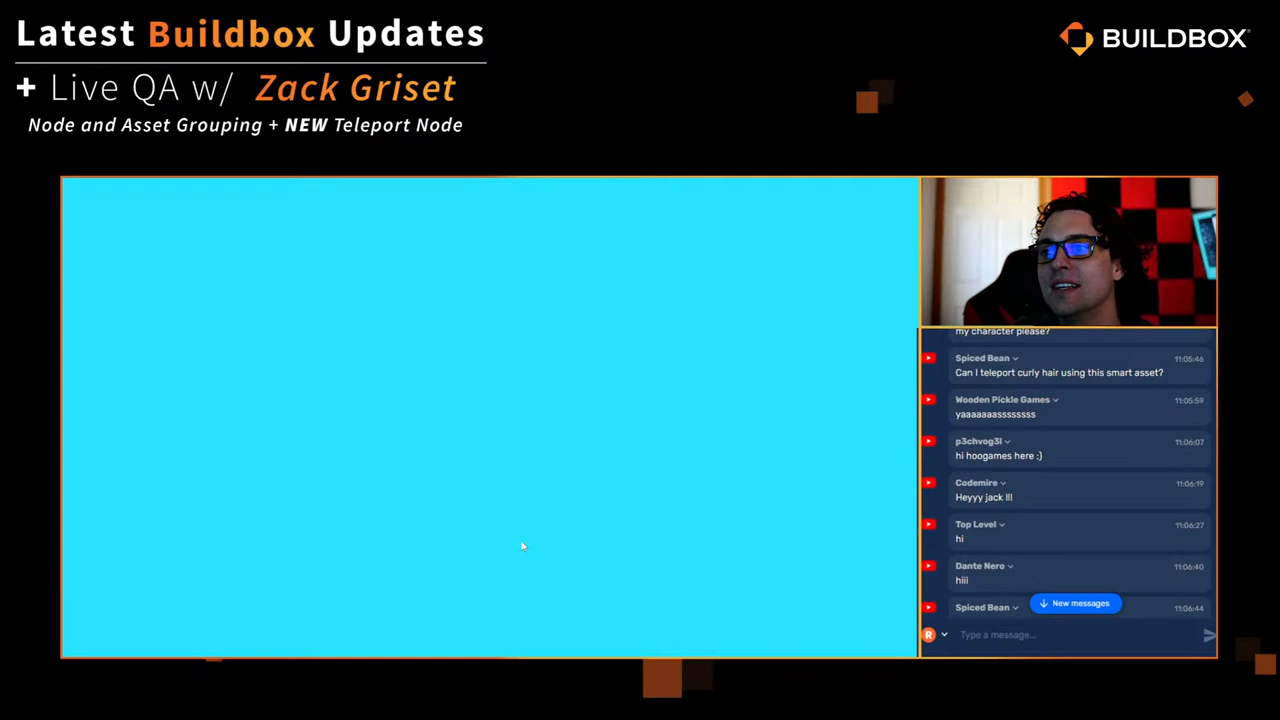 Latest Buildbox Updates
+ Live QA w/ Zack Griset
Node and Asset Grouping + NEW Teleport Node
BUILDBOX®
my character please?
Spiced Bean 11:05:46
Can I teleport curly hair using this smart asset?
Wooden Pickle Games 11:05:59
yaaaaaaasssssssss
p3chvog3l 11:06:07
hi hoogames here :)
Codemire 11:06:19
Heyyy jack !!!
Top Level 11:06:27
hi
Dante Nero 11:06:40
hiii
Spiced Bean 11:06:44
New messages
R Type a message...